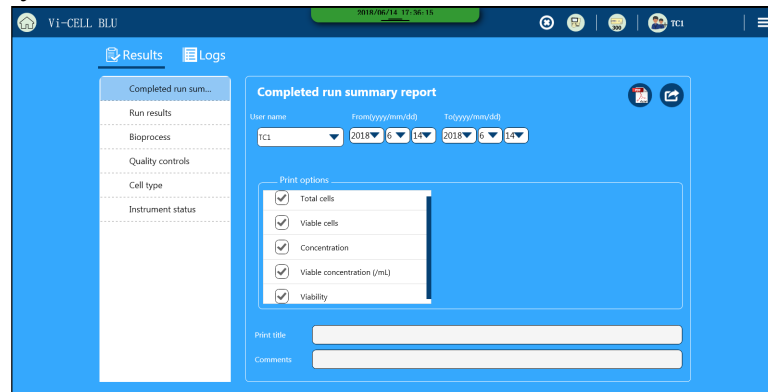 2018/06/14 17:36:15
Vi-CELL BLU
300
TC1
Results
Logs
Completed run sum...
Run results
Bioprocess
Quality controls
Cell type
Instrument status
Completed run summary report
PDF
User name From(yyyy/mm/dd) To(yyyy/mm/dd)
TC1 2018 6 14 2018 6 14
Print options
Total cells
Viable cells
Concentration
Viable concentration (/mL)
Viability
Print title
Comments